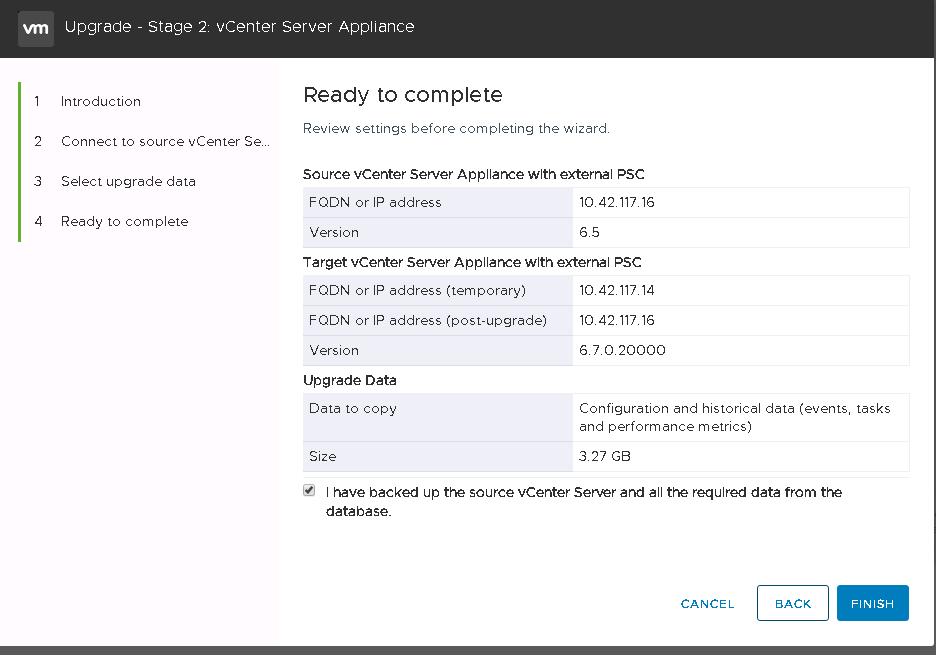 vm Upgrade - Stage 2: vCenter Server Appliance
1 Introduction
2 Connect to source vCenter Se...
3 Select upgrade data
4 Ready to complete
Ready to complete
Review settings before completing the wizard.
Source vCenter Server Appliance with external PSC
FQDN or IP address 10.42.117.16
Version 6.5
Target vCenter Server Appliance with external PSC
FQDN or IP address (temporary) 10.42.117.14
FQDN or IP address (post-upgrade) 10.42.117.16
Version 6.7.0.20000
Upgrade Data
Data to copy Configuration and historical data (events, tasks
and performance metrics)
Size 3.27 GB
I have backed up the source vCenter Server and all the required data from the
database.
CANCEL BACK FINISH